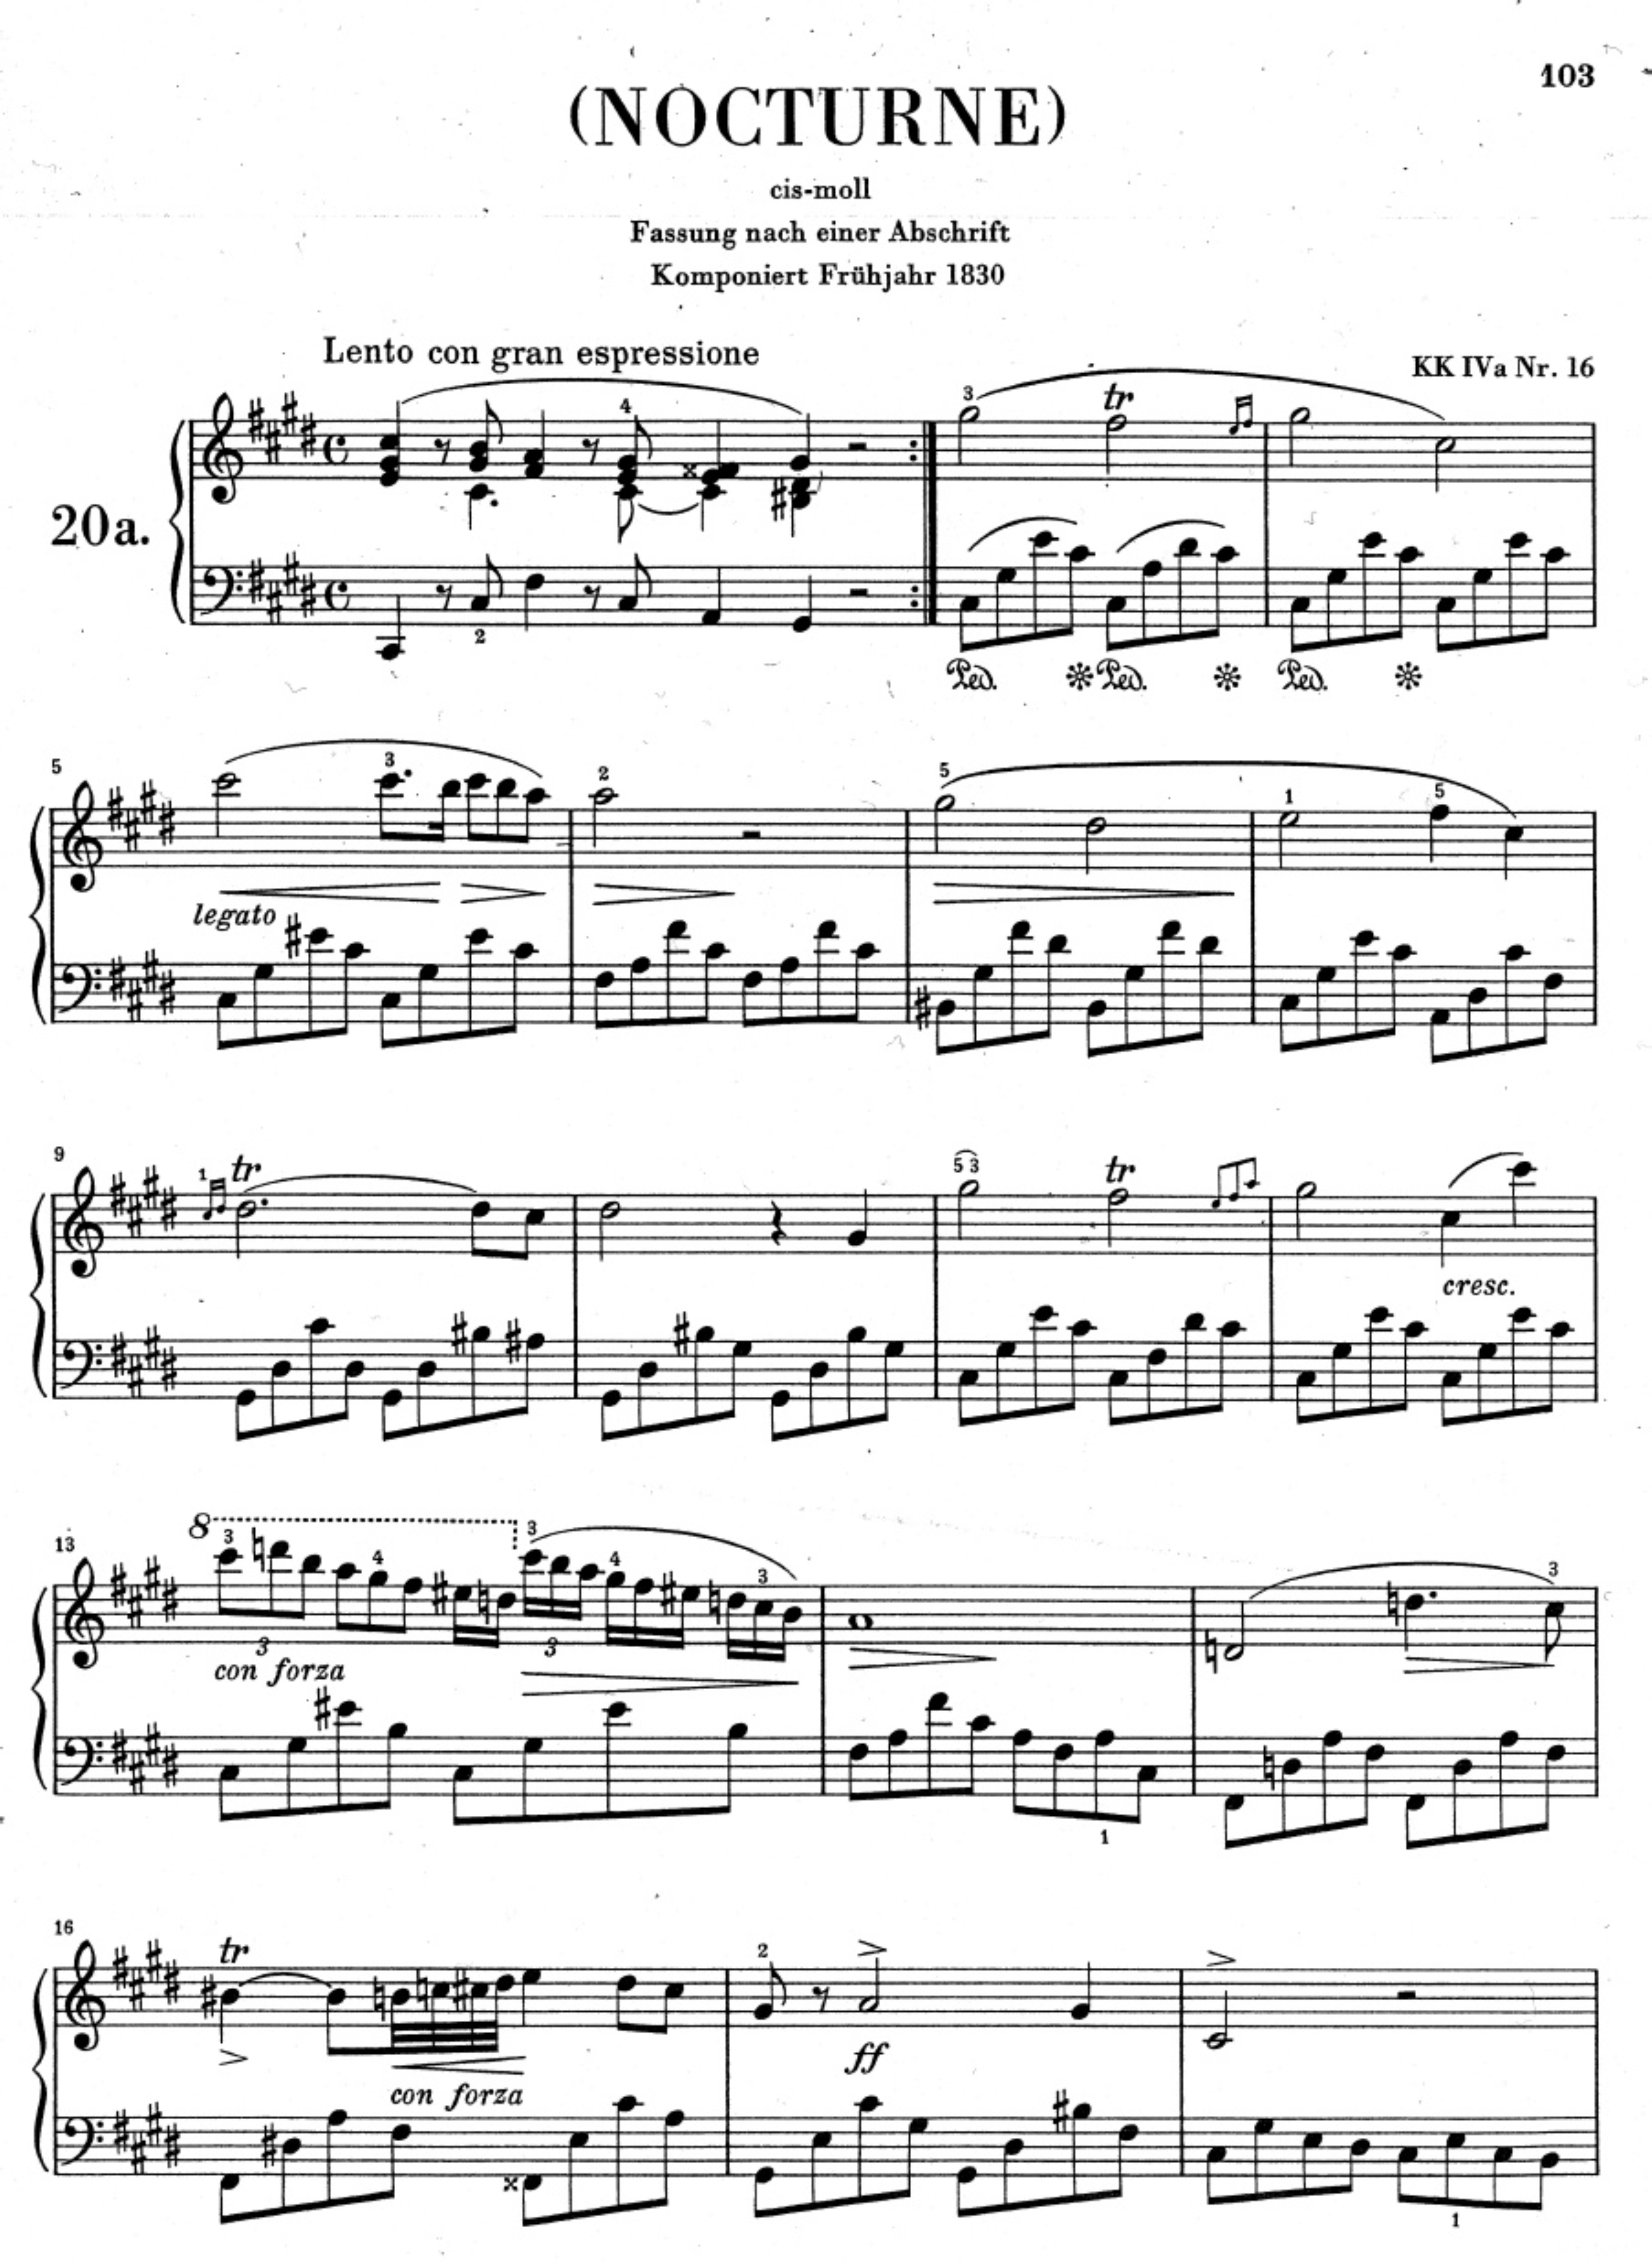 103
(NOCTURNE)
cis-moll
Fassung nach einer Abschrift
Komponiert Frühjahr 1830
Lento con gran espressione
KK IVa Nr. 16
3 tr
4
20a.
2
Ped. Ped. Ped.
5
3 2 5 1 5
legato
9
1 tr 5 3 tr
cresc.
13
8 3 4 3 4 3 3
3 3
con forza
1
16
tr 2
ff
con forza
1